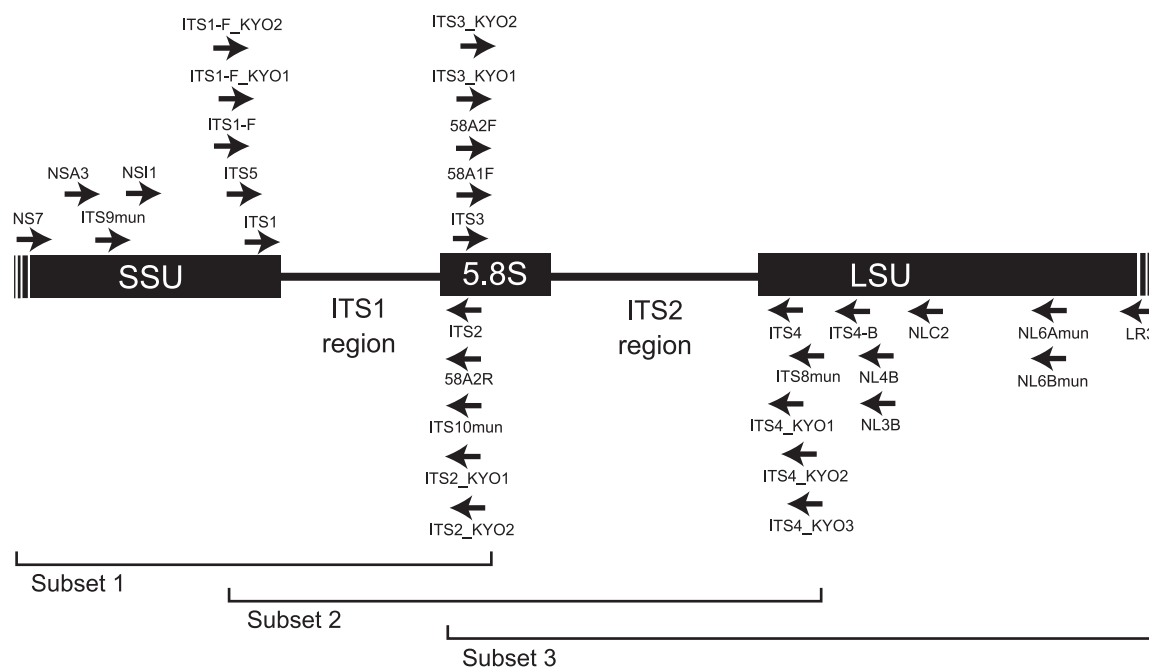 ITS1-F_KYO2
ITS3_KYO2
ITS1-F_KYO1
ITS3_KYO1
ITS1-F
58A2F
NSA3
NSI1
ITS5
58A1F
NS7
ITS9mun
ITS1
ITS3
SSU
5.8S
LSU
ITS1
region
ITS2
region
ITS2
ITS4
ITS4-B
NLC2
NL6Amun
LR3
58A2R
ITS8mun
NL4B
NL6Bmun
ITS10mun
ITS4_KYO1
NL3B
ITS2_KYO1
ITS4_KYO2
ITS2_KYO2
ITS4_KYO3
Subset 1
Subset 2
Subset 3